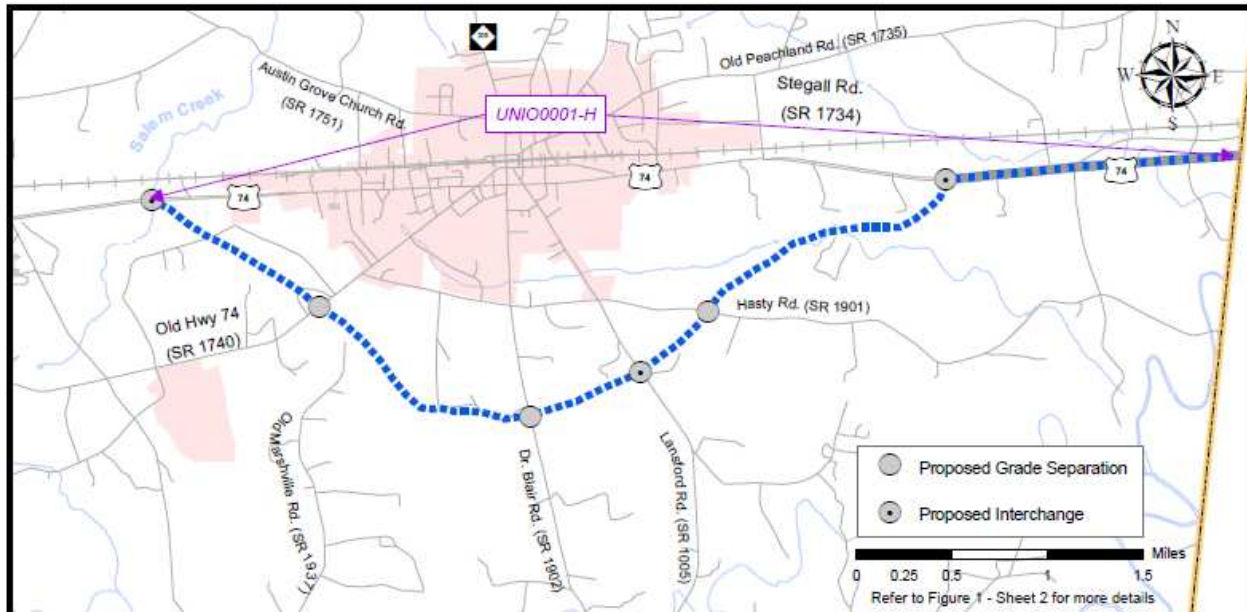 Old Peachland Rd. (SR 1735)
N
W
E
S
Austin Grove Church Rd.
(SR 1751)
Stegall Rd.
(SR 1734)
Salem Creek
UNIO0001-H
74
74
74
Hasty Rd. (SR 1901)
Old Hwy 74
(SR 1740)
Old
Marshville Rd. (SR 1937)
Dr. Blair Rd. (SR 1902)
Lansford Rd. (SR 1005)
Proposed Grade Separation
Proposed Interchange
Miles
0 0.25 0.5 1 1.5
Refer to Figure 1 - Sheet 2 for more details